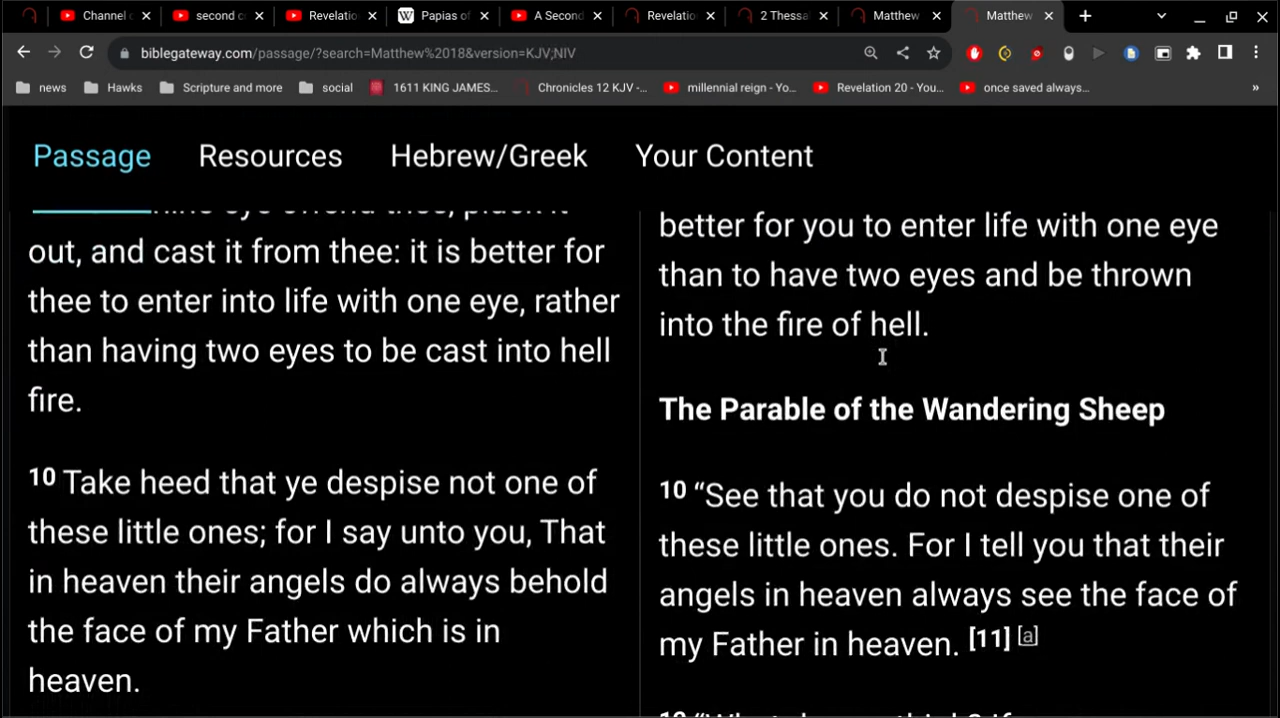 Channel c
second c
Revelatio
Papias of
A Second
Revelatio
2 Thessa
Matthew
Matthew
biblegateway.com/passage/?search=Matthew%2018&version=KJV;NIV
news
Hawks
Scripture and more
social
1611 KING JAMES...
Chronicles 12 KJV -...
millennial reign - Yo...
Revelation 20 - You...
once saved always...
»
Passage
Resources
Hebrew/Greek
Your Content
nine eye offend thee, pluck it
out, and cast it from thee: it is better for
thee to enter into life with one eye, rather
than having two eyes to be cast into hell
fire.
10 Take heed that ye despise not one of
these little ones; for I say unto you, That
in heaven their angels do always behold
the face of my Father which is in
heaven.
better for you to enter life with one eye
than to have two eyes and be thrown
into the fire of hell.
The Parable of the Wandering Sheep
10 “See that you do not despise one of
these little ones. For I tell you that their
angels in heaven always see the face of
my Father in heaven. [11] [a]